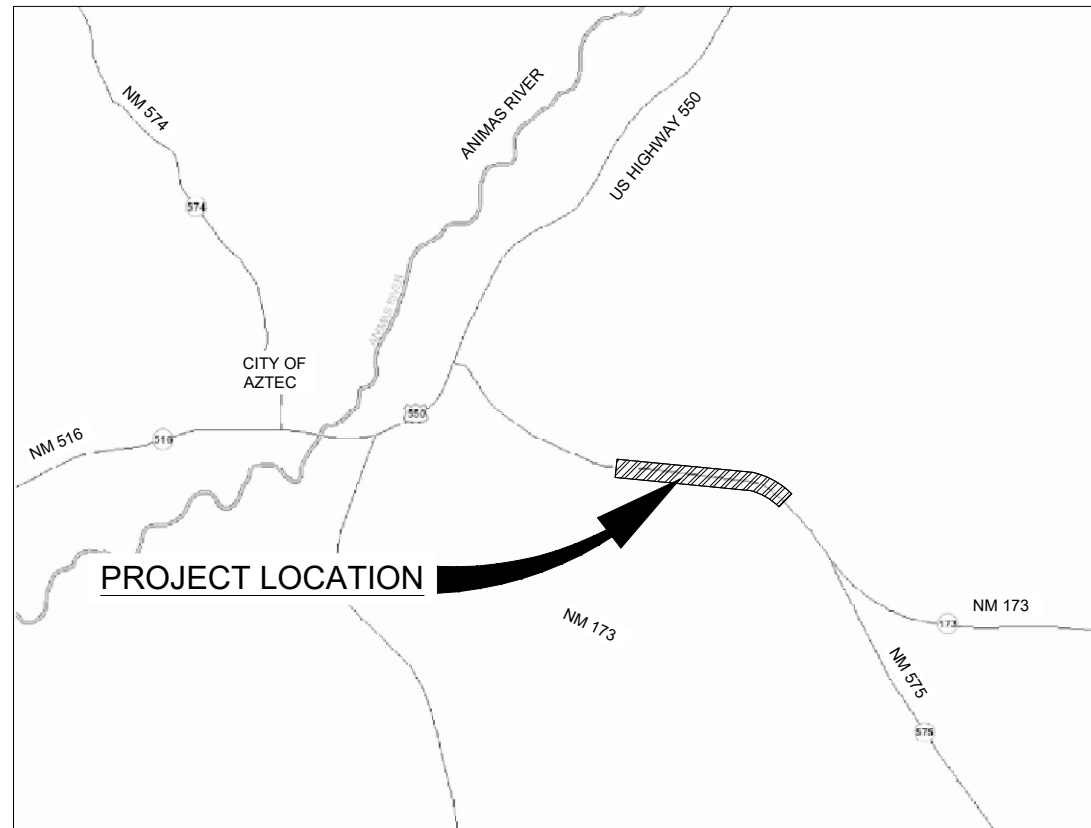 NM 574
ANIMAS RIVER
US HIGHWAY 550
574
ANIMAS RIVER
CITY OF
AZTEC
550
NM 516
516
PROJECT LOCATION
NM 173
NM 173
173
NM 575
575